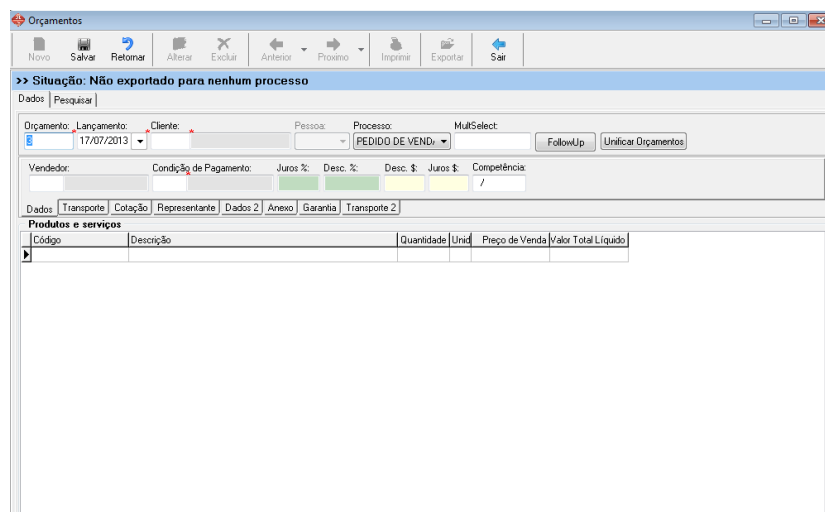 Orçamentos
Novo Salvar Retornar Alterar Excluir Anterior Proximo Imprimir Exportar Sair
>> Situação: Não exportado para nenhum processo
Dados Pesquisar
Orçamento: Lançamento: Cliente: Pessoa: Processo: MultSelect:
3 17/07/2013 PEDIDO DE VEND FollowUp Unificar Orçamentos
Vendedor: Condição de Pagamento: Juros %: Desc. %: Desc. $: Juros $: Competência:
/
Dados Transporte Cotação Representante Dados 2 Anexo Garantia Transporte 2
Produtos e serviços
Código Descrição Quantidade Unid Preço de Venda Valor Total Líquido